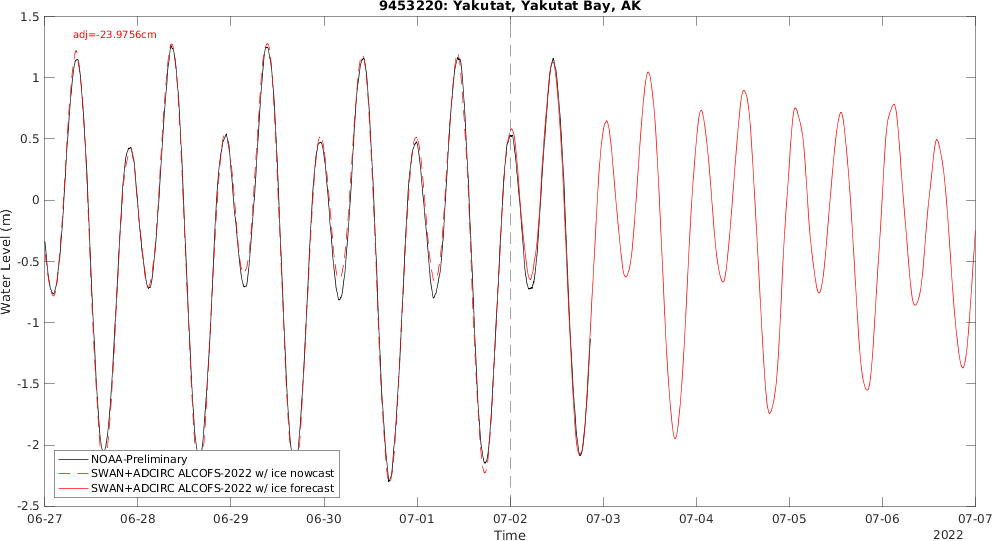 9453220: Yakutat, Yakutat Bay, AK
adj=-23.9756cm
1.5
1
0.5
0
-0.5
-1
-1.5
-2
-2.5
Water Level (m)
NOAA-Preliminary
SWAN+ADCIRC ALCOFS-2022 w/ ice nowcast
SWAN+ADCIRC ALCOFS-2022 w/ ice forecast
06-27 06-28 06-29 06-30 07-01 07-02 07-03 07-04 07-05 07-06 07-07
Time
2022